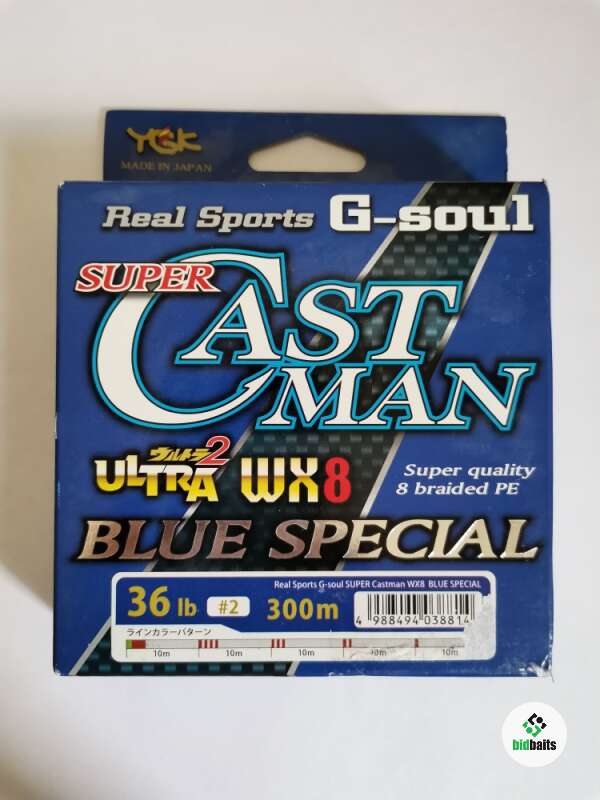 YGK
MADE IN JAPAN
Real Sports G-soul
SUPER
CAST
MAN
ウルトラ2
ULTRA WX8
Super quality
8 braided PE
BLUE SPECIAL
Real Sports G-soul SUPER Castman WX8 BLUE SPECIAL
36 lb #2 300m
4 988494 038814
ラインカラーパターン
10m 10m 10m 10m 10m
bidbaits